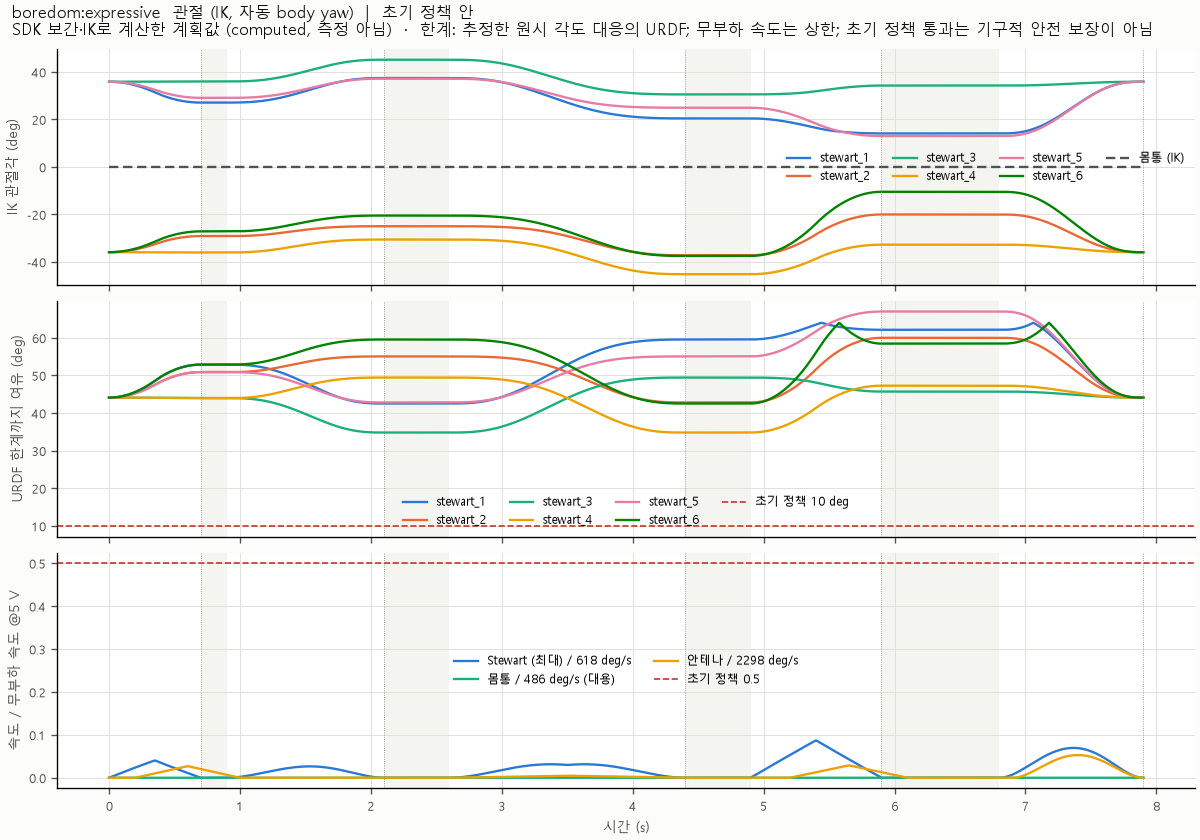 boredom:expressive 관절 (IK, 자동 body yaw) | 초기 정책 안
SDK 보간·IK로 계산한 계획값 (computed, 측정 아님) · 한계: 추정한 원시 각도 대응의 URDF; 무부하 속도는 상한; 초기 정책 통과는 기구적 안전 보장이 아님
IK 관절각 (deg)
40
20
0
-20
-40
stewart_1 stewart_3 stewart_5 몸통 (IK)
stewart_2 stewart_4 stewart_6
URDF 한계까지 여유 (deg)
60
50
40
30
20
10
stewart_1 stewart_3 stewart_5 초기 정책 10 deg
stewart_2 stewart_4 stewart_6
속도 / 무부하 속도 @5 V
0.5
0.4
0.3
0.2
0.1
0.0
Stewart (최대) / 618 deg/s 안테나 / 2298 deg/s
몸통 / 486 deg/s (대용) 초기 정책 0.5
0 1 2 3 4 5 6 7 8
시간 (s)